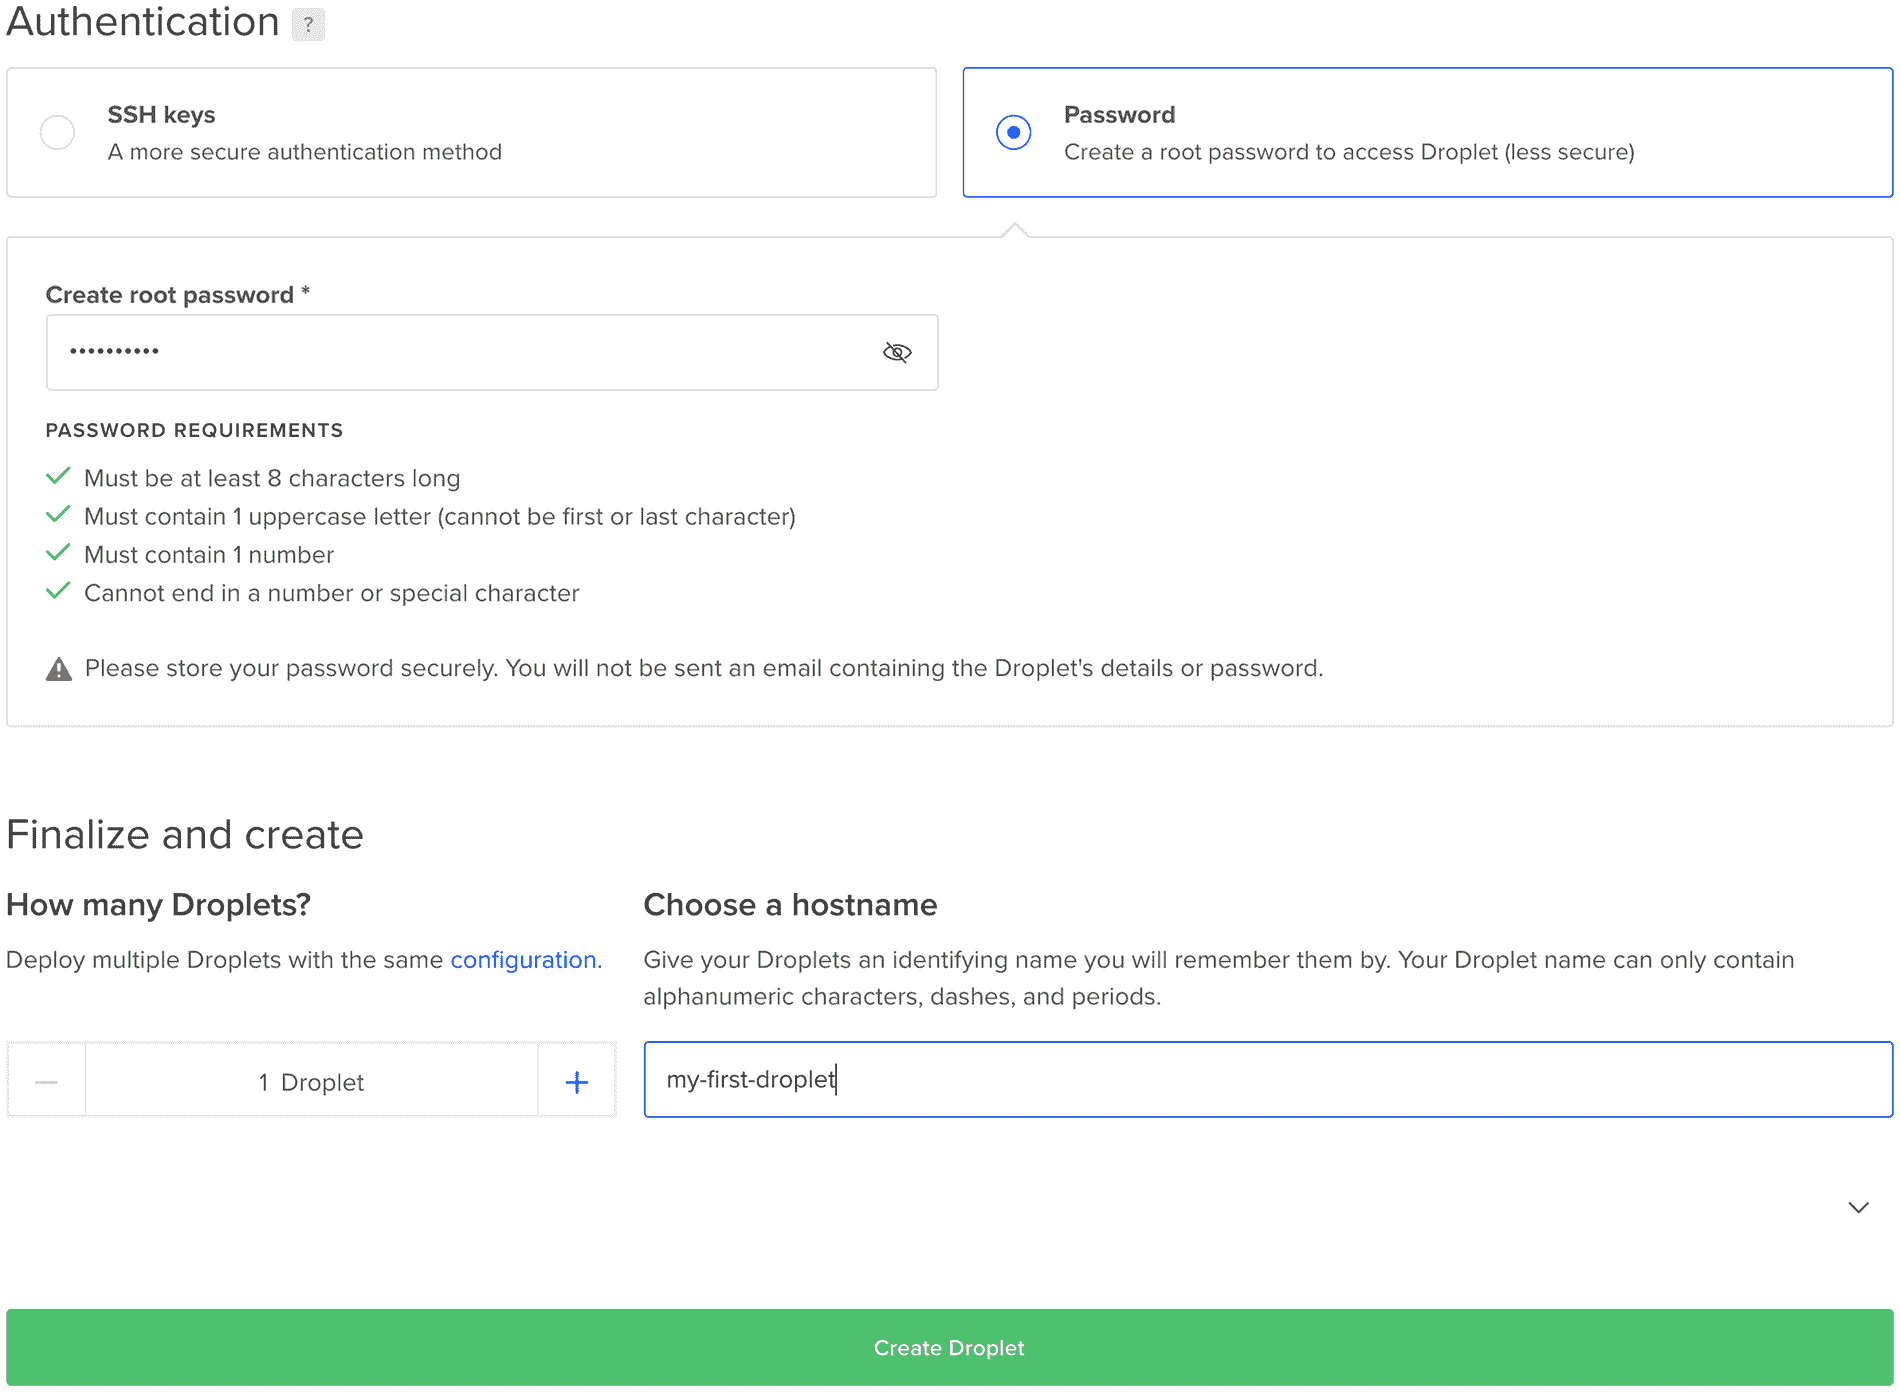 Authentication ?
SSH keys
A more secure authentication method
Password
Create a root password to access Droplet (less secure)
Create root password *
••••••••••
PASSWORD REQUIREMENTS
Must be at least 8 characters long
Must contain 1 uppercase letter (cannot be first or last character)
Must contain 1 number
Cannot end in a number or special character
Please store your password securely. You will not be sent an email containing the Droplet's details or password.
Finalize and create
How many Droplets?
Deploy multiple Droplets with the same configuration.
1 Droplet
Choose a hostname
Give your Droplets an identifying name you will remember them by. Your Droplet name can only contain
alphanumeric characters, dashes, and periods.
my-first-droplet
Create Droplet